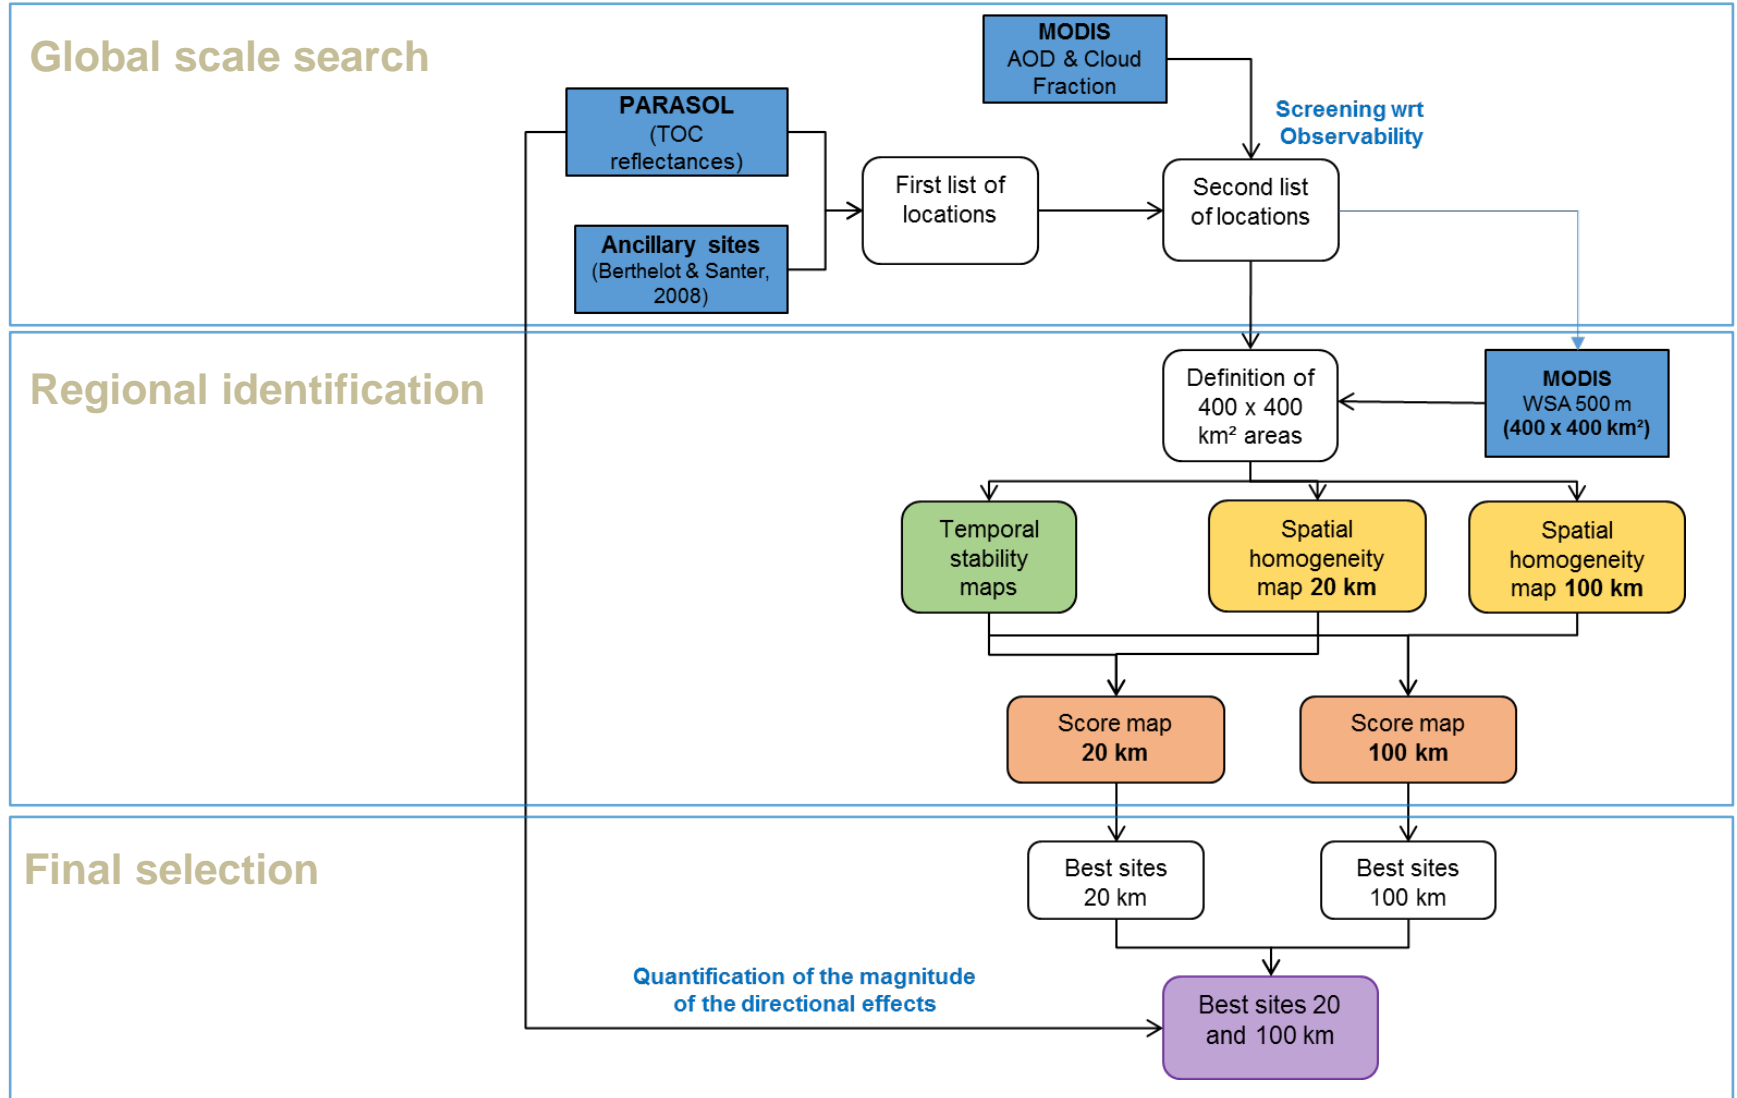 Global scale search
MODIS
AOD & Cloud
Fraction
PARASOL
(TOC
reflectances)
Screening wrt
Observability
First list of
locations
Second list
of locations
Ancillary sites
(Berthelot & Santer,
2008)
Regional identification
Definition of
400 x 400
km² areas
MODIS
WSA 500 m
(400 x 400 km²)
Temporal
stability
maps
Spatial
homogeneity
map 20 km
Spatial
homogeneity
map 100 km
Score map
20 km
Score map
100 km
Final selection
Best sites
20 km
Best sites
100 km
Quantification of the magnitude
of the directional effects
Best sites 20
and 100 km